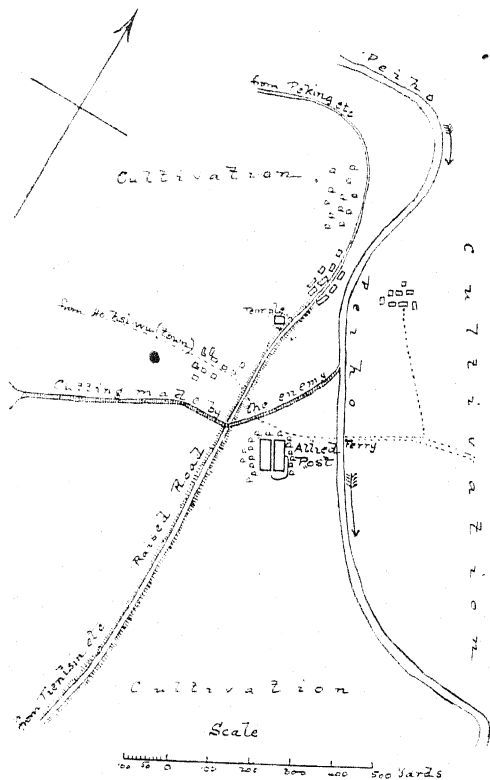 Peiho
from Peking etc
Cultivation
Temple
from Ho Tsi wu (town)
Peiho
Cutting made by the enemy
Allied
Post
Ferry
Raised Road
Cultivation
from Tientsin etc
Cultivation
Scale
100 50 0 100 200 300 400 500 Yards